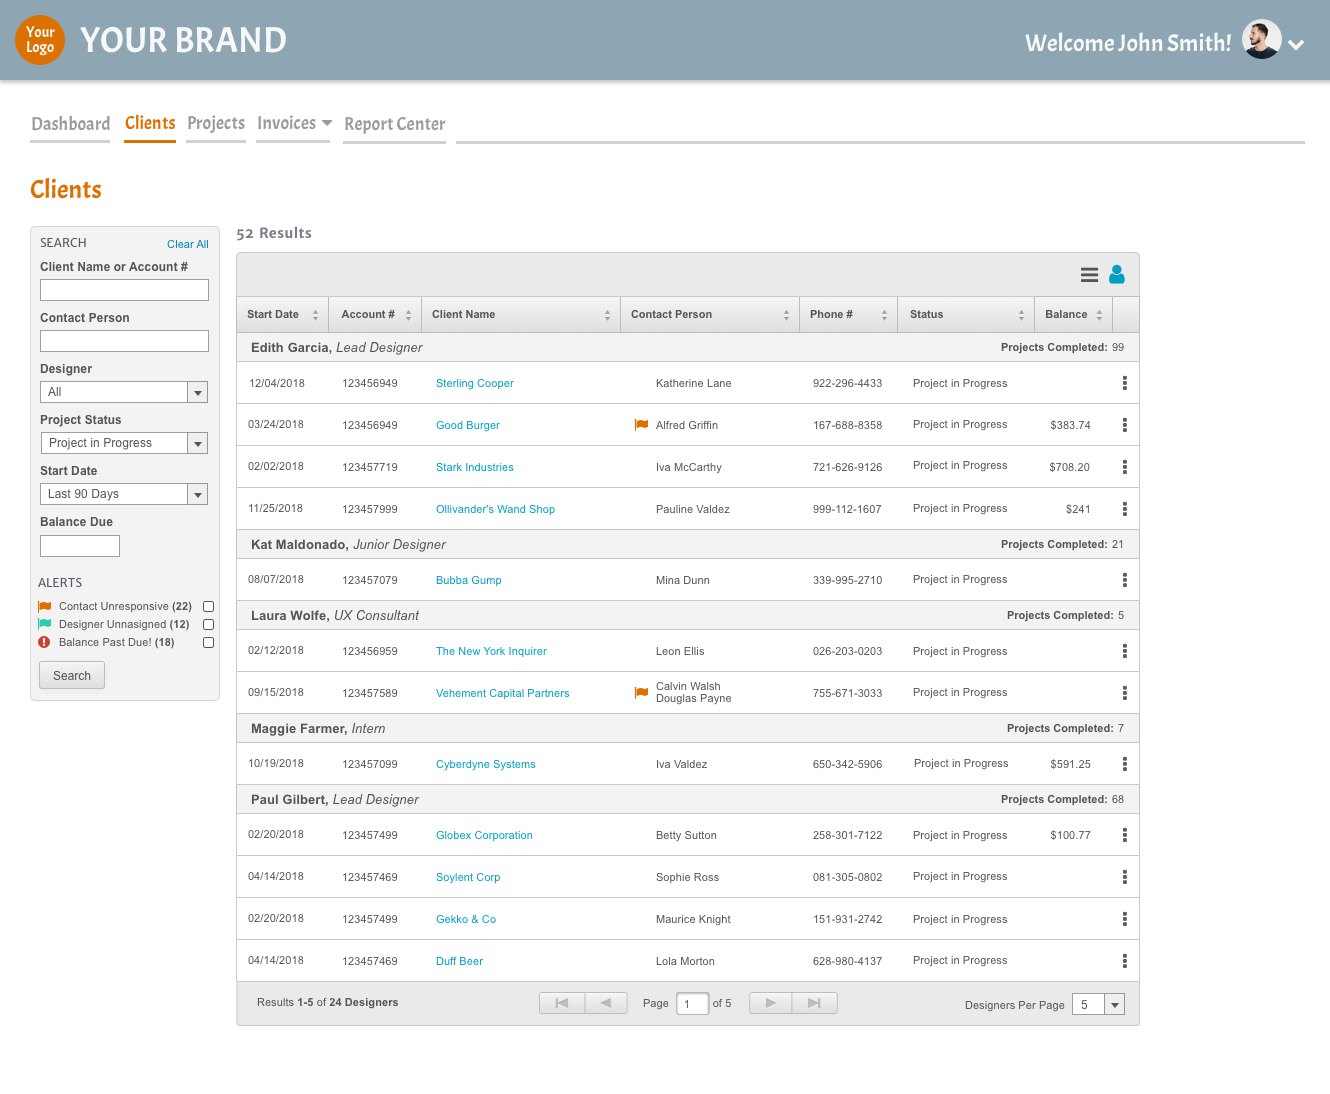 Your
Logo
YOUR BRAND
Welcome John Smith!
Dashboard Clients Projects Invoices Report Center
Clients
SEARCH Clear All
Client Name or Account #
Contact Person
Designer
All
Project Status
Project in Progress
Start Date
Last 90 Days
Balance Due
ALERTS
Contact Unresponsive (22)
Designer Unnasigned (12)
Balance Past Due! (18)
Search
52 Results
Start Date Account # Client Name Contact Person Phone # Status Balance
Edith Garcia, Lead Designer Projects Completed: 99
12/04/2018 123456949 Sterling Cooper Katherine Lane 922-296-4433 Project in Progress
03/24/2018 123456949 Good Burger Alfred Griffin 167-688-8358 Project in Progress $383.74
02/02/2018 123457719 Stark Industries Iva McCarthy 721-626-9126 Project in Progress $708.20
11/25/2018 123457999 Ollivander's Wand Shop Pauline Valdez 999-112-1607 Project in Progress $241
Kat Maldonado, Junior Designer Projects Completed: 21
08/07/2018 123457079 Bubba Gump Mina Dunn 339-995-2710 Project in Progress
Laura Wolfe, UX Consultant Projects Completed: 5
02/12/2018 123456959 The New York Inquirer Leon Ellis 026-203-0203 Project in Progress
09/15/2018 123457589 Vehement Capital Partners Calvin Walsh 755-671-3033 Project in Progress
Douglas Payne
Maggie Farmer, Intern Projects Completed: 7
10/19/2018 123457099 Cyberdyne Systems Iva Valdez 650-342-5906 Project in Progress $591.25
Paul Gilbert, Lead Designer Projects Completed: 68
02/20/2018 123457499 Globex Corporation Betty Sutton 258-301-7122 Project in Progress $100.77
04/14/2018 123457469 Soylent Corp Sophie Ross 081-305-0802 Project in Progress
02/20/2018 123457499 Gekko & Co Maurice Knight 151-931-2742 Project in Progress
04/14/2018 123457469 Duff Beer Lola Morton 628-980-4137 Project in Progress
Results 1-5 of 24 Designers Page 1 of 5 Designers Per Page 5